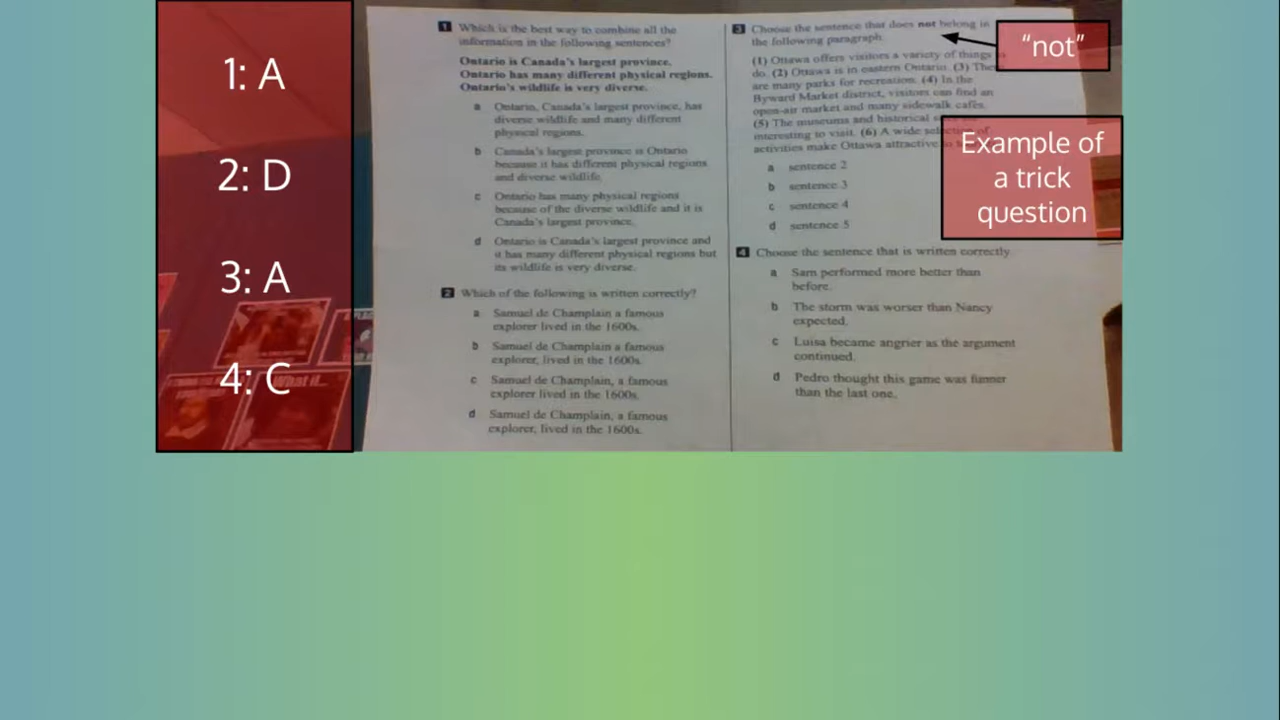 1: A
2: D
3: A
4: C
1 Which is the best way to combine all the
information in the following sentences?
Ontario is Canada's largest province.
Ontario has many different physical regions.
Ontario's wildlife is very diverse.
a Ontario, Canada's largest province, has
diverse wildlife and many different
physical regions.
b Canada's largest province is Ontario
because it has different physical regions
and diverse wildlife.
c Ontario has many physical regions
because of the diverse wildlife and it is
Canada's largest province.
d Ontario is Canada's largest province and
it has many different physical regions but
its wildlife is very diverse.
2 Which of the following is written correctly?
a Samuel de Champlain a famous
explorer lived in the 1600s.
b Samuel de Champlain a famous
explorer, lived in the 1600s.
c Samuel de Champlain, a famous
explorer lived in the 1600s.
d Samuel de Champlain, a famous
explorer, lived in the 1600s.
3 Choose the sentence that does not belong in
the following paragraph.
(1) Ottawa offers visitors a variety of things
do. (2) Ottawa is in eastern Ontario. (3)
are many parks for recreation. (4) In the
Byward Market district, visitors can find an
open-air market and many sidewalk cafés.
(5) The museums and historical
interesting to visit. (6) A wide selection of
activities make Ottawa attractive
a sentence 2
b sentence 3
c sentence 4
d sentence 5
4 Choose the sentence that is written correctly.
a Sam performed more better than
before.
b The storm was worser than Nancy
expected.
c Luisa became angrier as the argument
continued.
d Pedro thought this game was funner
than the last one.
“not”
Example of
a trick
question
What if...